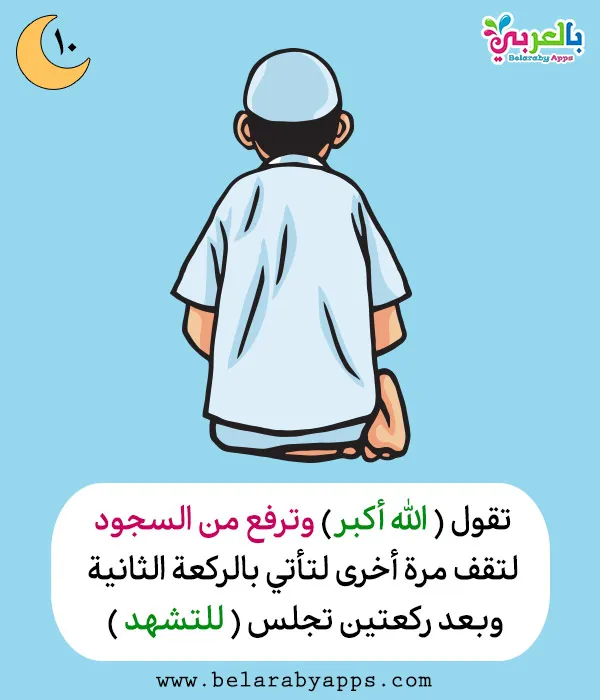 ١٠
بالعربي
Belaraby Apps
تقول ( الله أكبر ) وترفع من السجود
لتقف مرة أخرى لتأتي بالركعة الثانية
وبعد ركعتين تجلس ( للتشهد )
www.belarabyapps.com